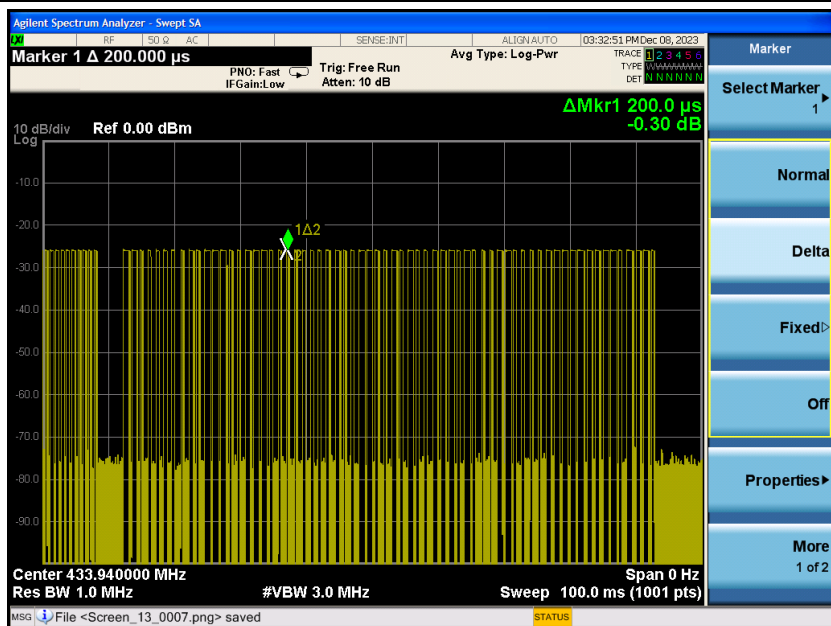 Agilent Spectrum Analyzer - Swept SA
LXI RF 50 Ω AC SENSE:INT ALIGN AUTO 03:32:51 PM Dec 08, 2023
Marker 1 Δ 200.000 µs
PNO: Fast
IFGain:Low
Trig: Free Run
Atten: 10 dB
Avg Type: Log-Pwr
TRACE 1 2 3 4 5 6
TYPE WWWWWW
DET N N N N N N
ΔMkr1 200.0 µs
-0.30 dB
10 dB/div Ref 0.00 dBm
Log
-10.0
-20.0
-30.0
-40.0
-50.0
-60.0
-70.0
-80.0
-90.0
1Δ2
2
Center 433.940000 MHz
Span 0 Hz
Res BW 1.0 MHz
#VBW 3.0 MHz
Sweep 100.0 ms (1001 pts)
MSG File <Screen_13_0007.png> saved
STATUS
Marker
Select Marker
1
Normal
Delta
Fixed
Off
Properties
More
1 of 2